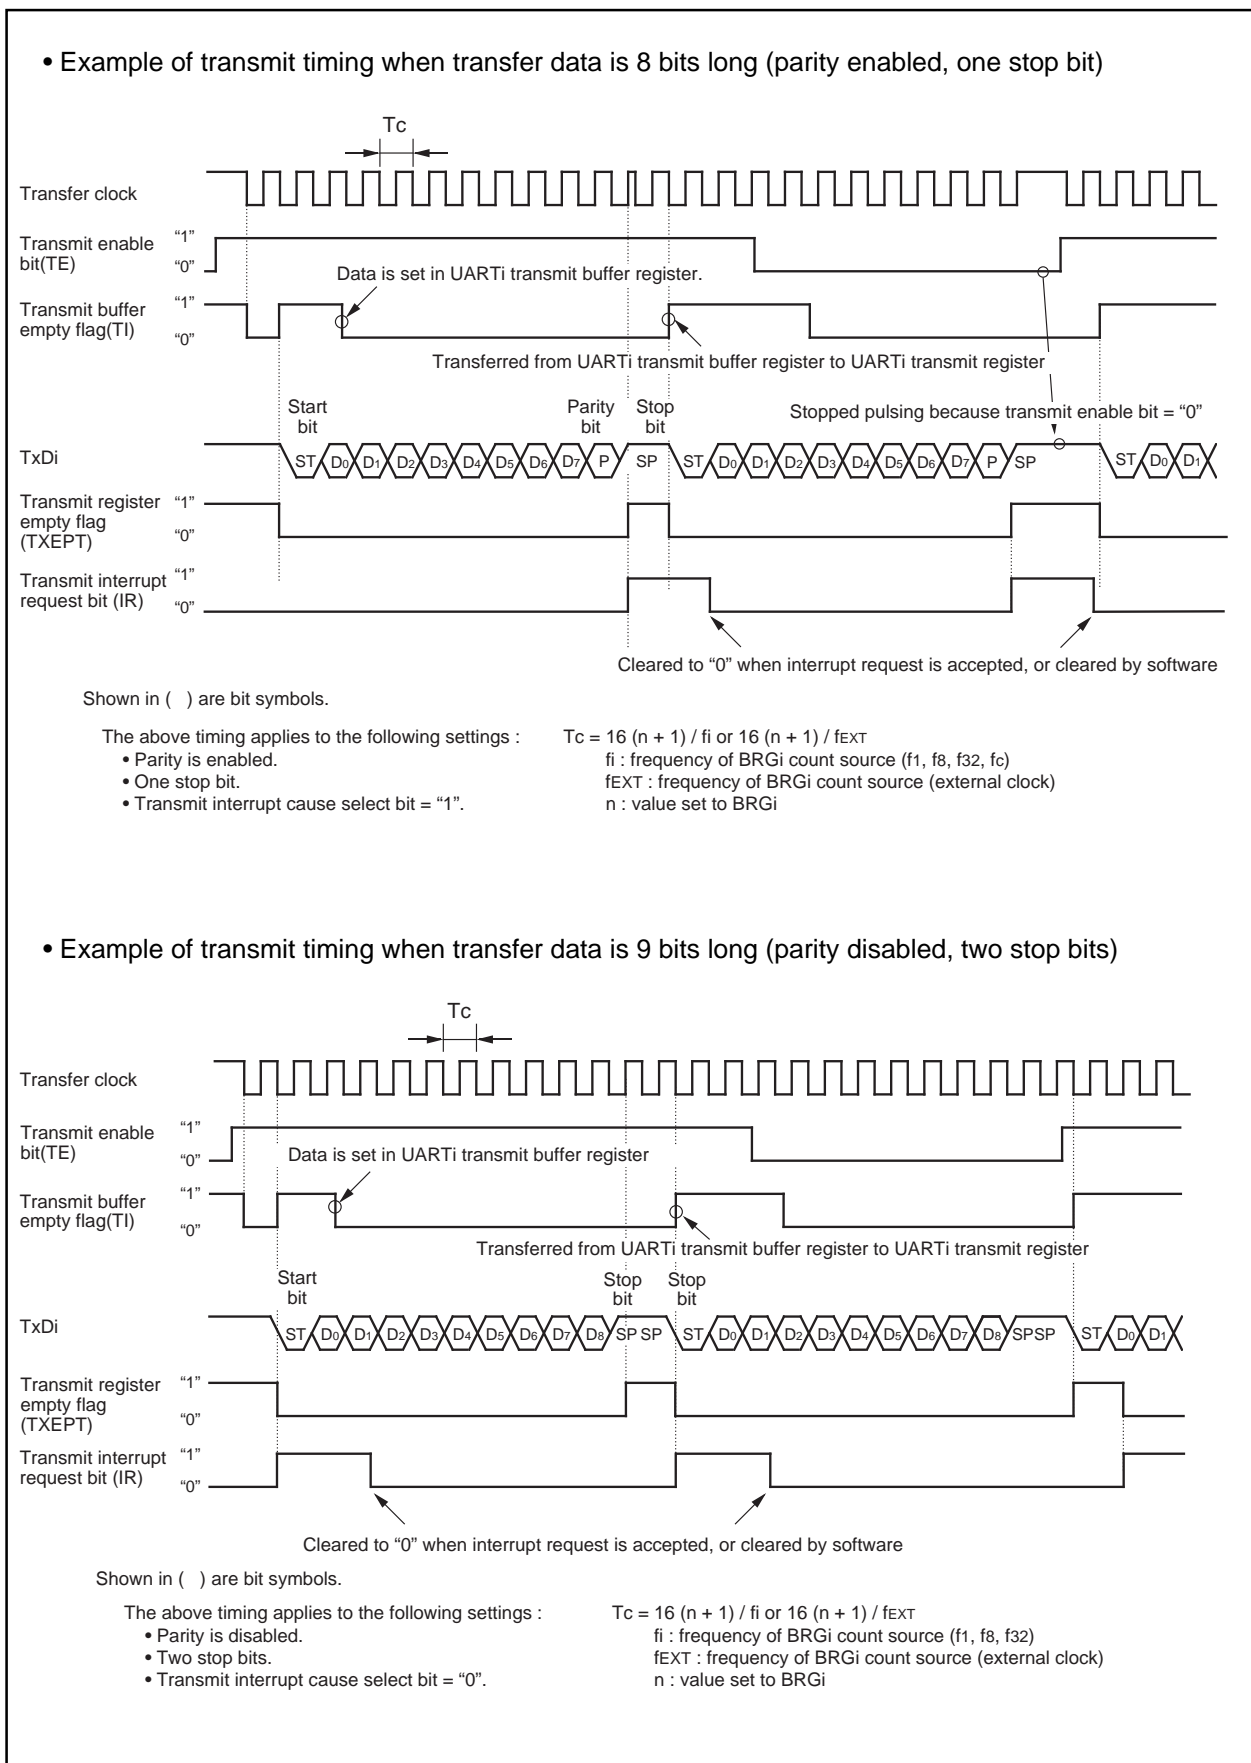 • Example of transmit timing when transfer data is 8 bits long (parity enabled, one stop bit)
Tc
Transfer clock
Transmit enable
bit(TE)
“1”
“0”
Data is set in UARTi transmit buffer register.
Transmit buffer
empty flag(TI)
“1”
“0”
Transferred from UARTi transmit buffer register to UARTi transmit register
Start
bit
Parity
bit
Stop
bit
Stopped pulsing because transmit enable bit = “0”
TxDi
ST D0 D1 D2 D3 D4 D5 D6 D7 P SP ST D0 D1 D2 D3 D4 D5 D6 D7 P SP ST D0 D1
Transmit register
empty flag
(TXEPT)
“1”
“0”
Transmit interrupt
request bit (IR)
“1”
“0”
Cleared to “0” when interrupt request is accepted, or cleared by software
Shown in ( ) are bit symbols.
The above timing applies to the following settings :
• Parity is enabled.
• One stop bit.
• Transmit interrupt cause select bit = “1”.
Tc = 16 (n + 1) / fi or 16 (n + 1) / fEXT
fi : frequency of BRGi count source (f1, f8, f32, fc)
fEXT : frequency of BRGi count source (external clock)
n : value set to BRGi
• Example of transmit timing when transfer data is 9 bits long (parity disabled, two stop bits)
Tc
Transfer clock
Transmit enable
bit(TE)
“1”
“0”
Data is set in UARTi transmit buffer register
Transmit buffer
empty flag(TI)
“1”
“0”
Transferred from UARTi transmit buffer register to UARTi transmit register
Start
bit
Stop
bit
Stop
bit
TxDi
ST D0 D1 D2 D3 D4 D5 D6 D7 D8 SP SP ST D0 D1 D2 D3 D4 D5 D6 D7 D8 SPSP ST D0 D1
Transmit register
empty flag
(TXEPT)
“1”
“0”
Transmit interrupt
request bit (IR)
“1”
“0”
Cleared to “0” when interrupt request is accepted, or cleared by software
Shown in ( ) are bit symbols.
The above timing applies to the following settings :
• Parity is disabled.
• Two stop bits.
• Transmit interrupt cause select bit = “0”.
Tc = 16 (n + 1) / fi or 16 (n + 1) / fEXT
fi : frequency of BRGi count source (f1, f8, f32)
fEXT : frequency of BRGi count source (external clock)
n : value set to BRGi